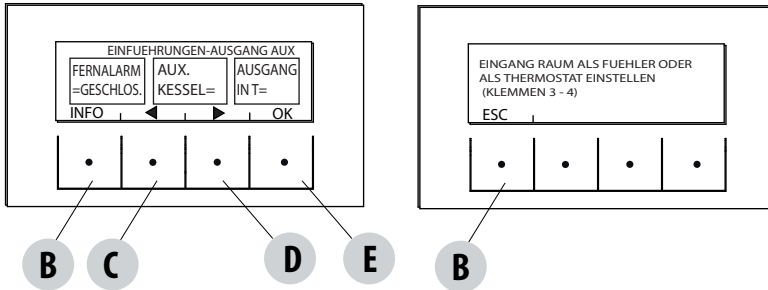 EINFUEHRUNGEN-AUSGANG AUX
FERNALARM
=GESCHLOS.
AUX.
KESSEL=
AUSGANG
IN T=
INFO ◀ ▶ OK
B C D E
EINGANG RAUM ALS FUEHLER ODER
ALS THERMOSTAT EINSTELLEN
(KLEMMEN 3 - 4)
ESC
B